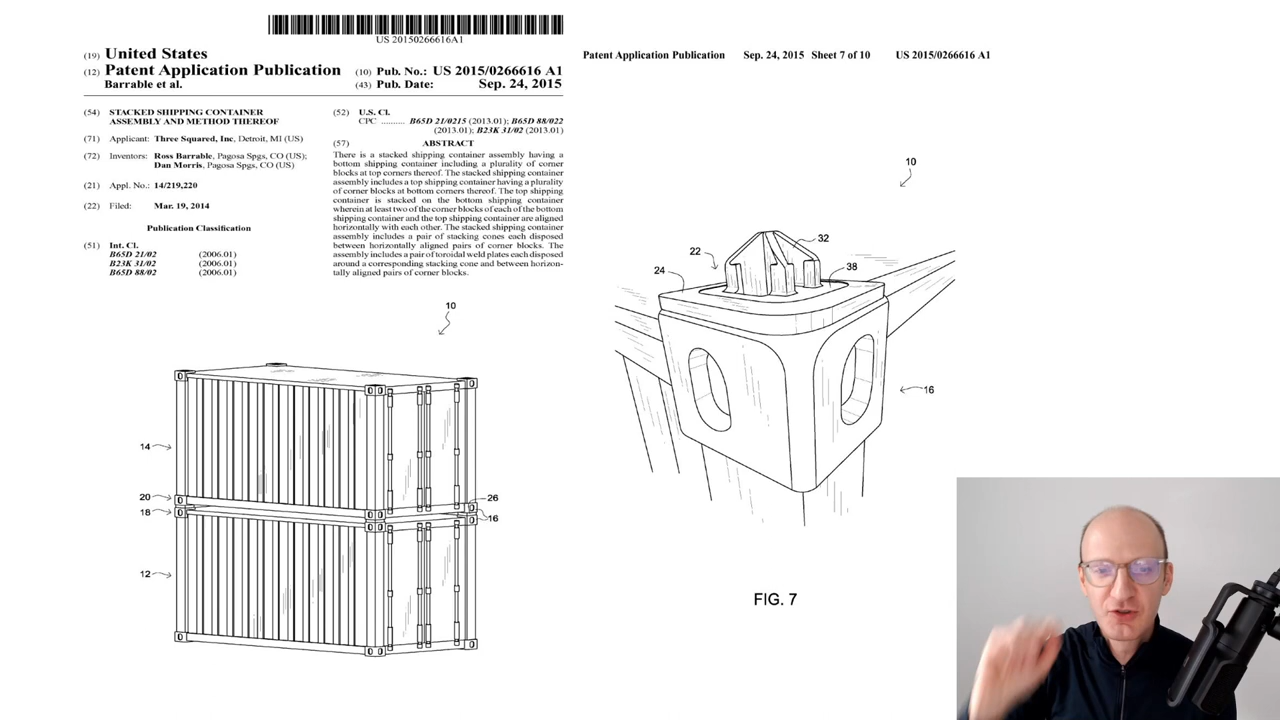 US 20150266616A1
(19) United States
(12) Patent Application Publication
Barrable et al.
(10) Pub. No.: US 2015/0266616 A1
(43) Pub. Date: Sep. 24, 2015
(54) STACKED SHIPPING CONTAINER
ASSEMBLY AND METHOD THEREOF
(71) Applicant: Three Squared, Inc, Detroit, MI (US)
(72) Inventors: Ross Barrable, Pagosa Spgs, CO (US);
Dan Morris, Pagosa Spgs, CO (US)
(21) Appl. No.: 14/219,220
(22) Filed: Mar. 19, 2014
Publication Classification
(51) Int. Cl.
B65D 21/02 (2006.01)
B23K 31/02 (2006.01)
B65D 88/02 (2006.01)
(52) U.S. Cl.
CPC .......... B65D 21/0215 (2013.01); B65D 88/022
(2013.01); B23K 31/02 (2013.01)
(57) ABSTRACT
There is a stacked shipping container assembly having a
bottom shipping container including a plurality of corner
blocks at top corners thereof. The stacked shipping container
assembly includes a top shipping container having a plurality
of corner blocks at bottom corners thereof. The top shipping
container is stacked on the bottom shipping container
wherein at least two of the corner blocks of each of the bottom
shipping container and the top shipping container are aligned
horizontally with each other. The stacked shipping container
assembly includes a pair of stacking cones each disposed
between horizontally aligned pairs of corner blocks. The
assembly includes a pair of toroidal weld plates each disposed
around a corresponding stacking cone and between horizon-
tally aligned pairs of corner blocks.
10
14
20
18
12
26
16
Patent Application Publication Sep. 24, 2015 Sheet 7 of 10 US 2015/0266616 A1
10
32
22
38
24
16
FIG. 7